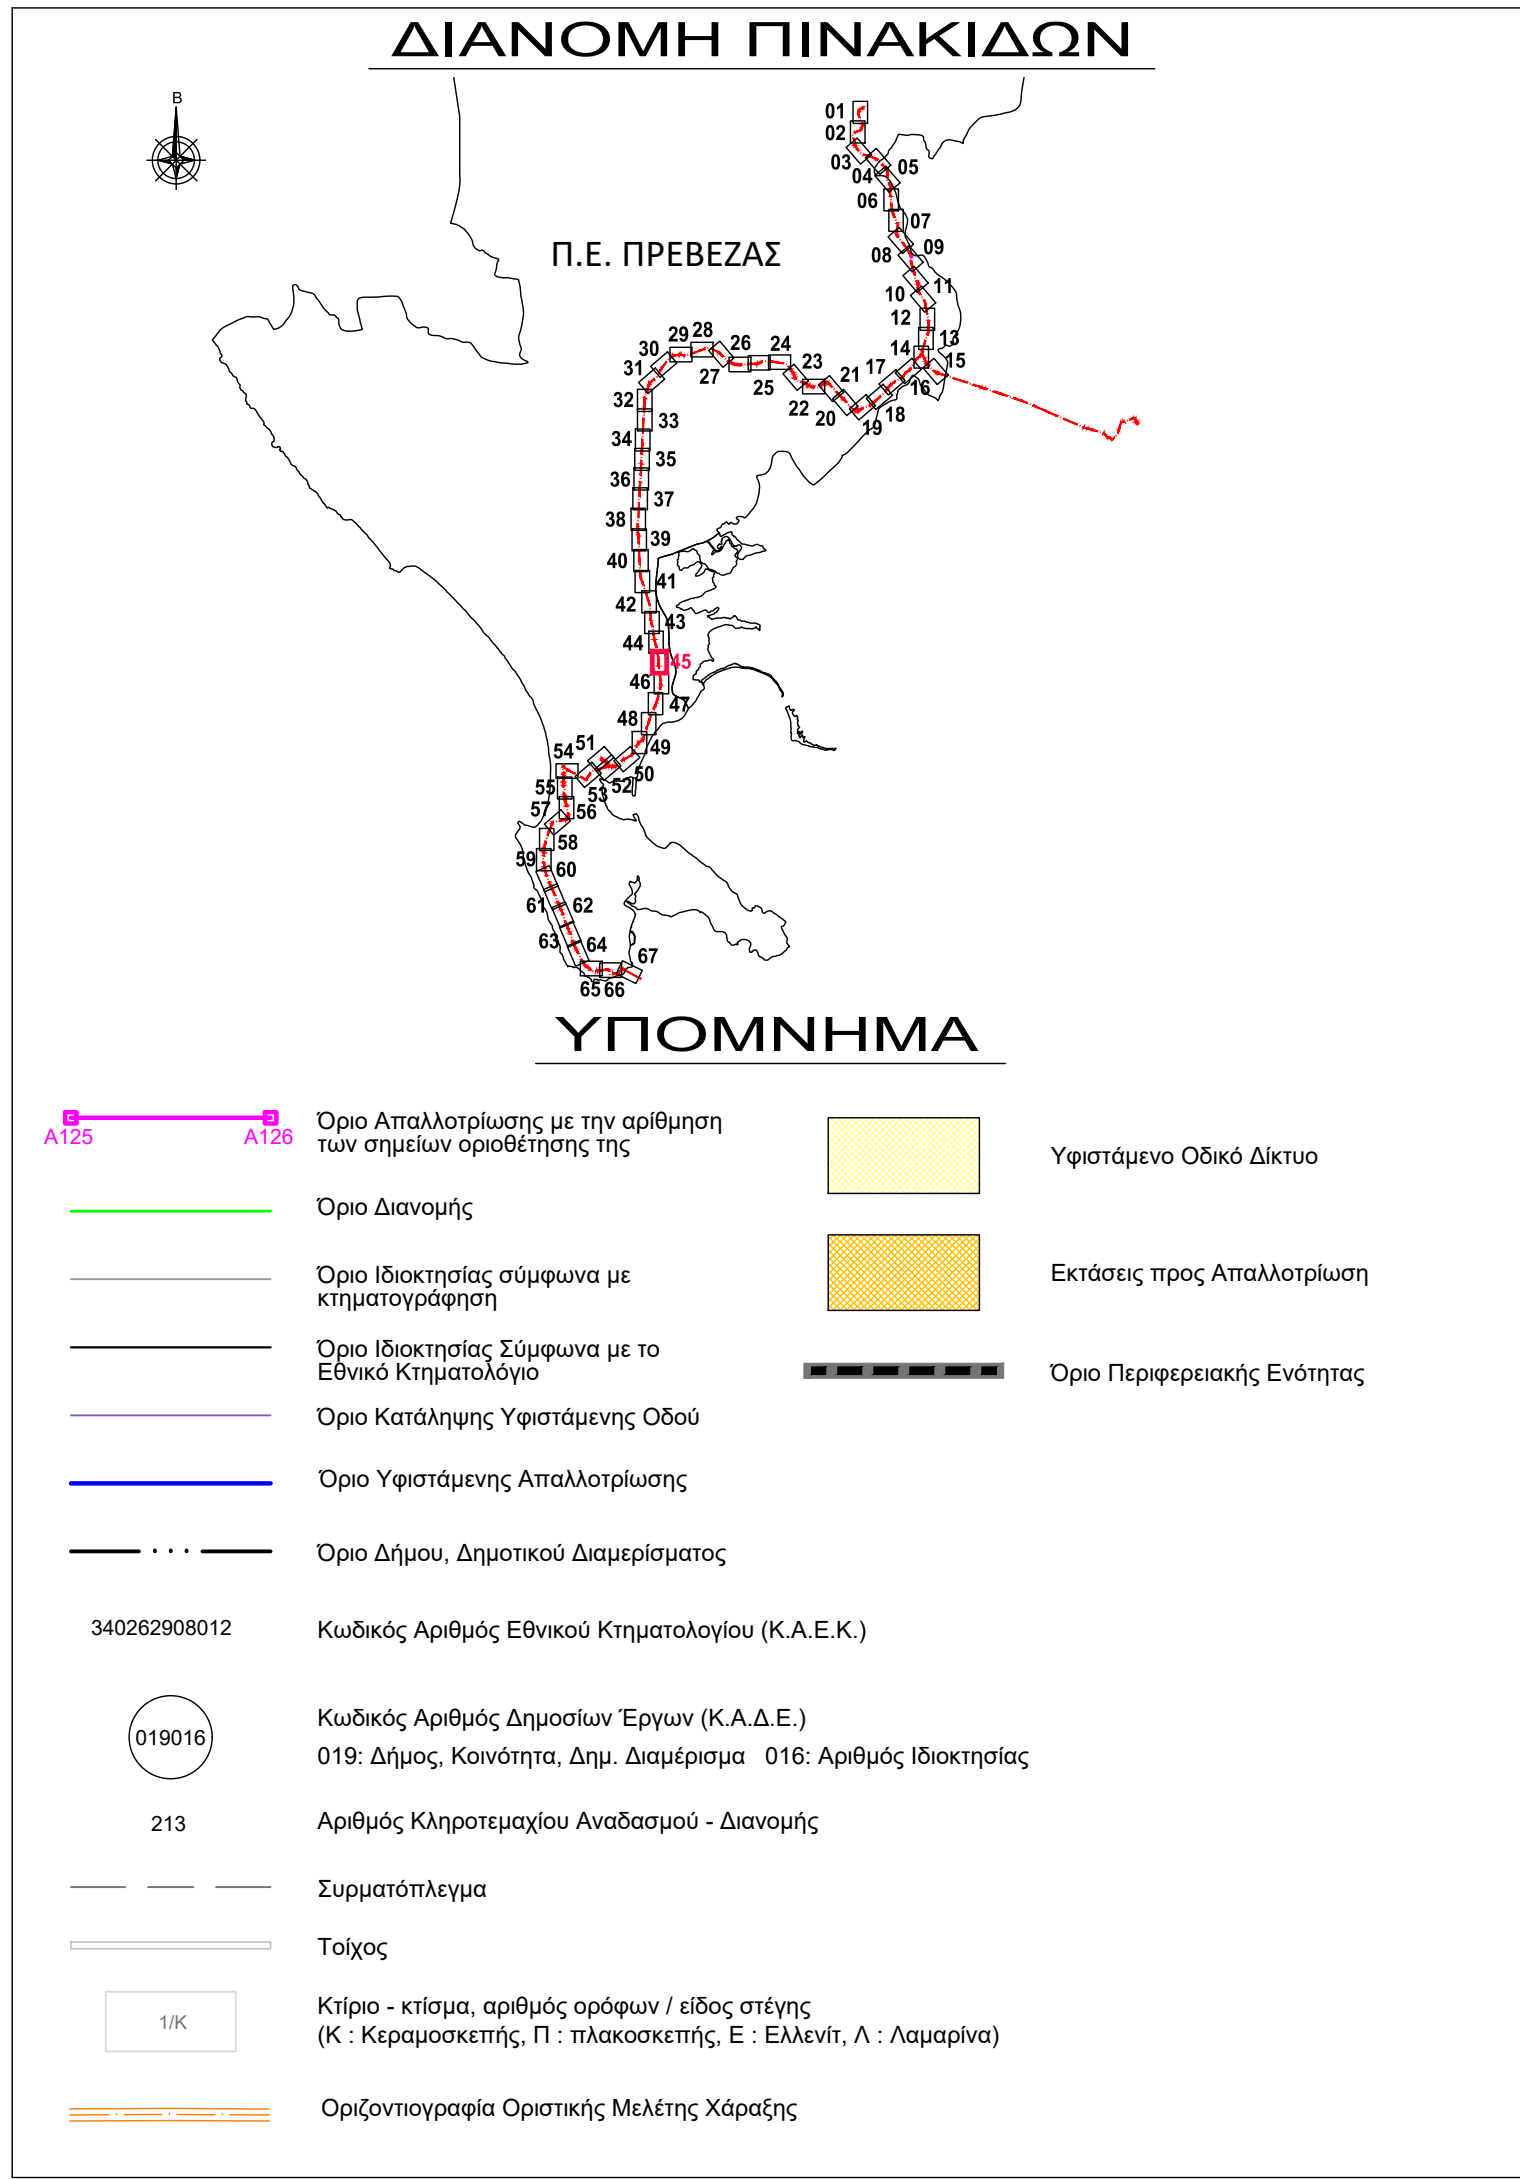 ΔΙΑΝΟΜΗ ΠΙΝΑΚΙΔΩΝ
Β
Π.Ε. ΠΡΕΒΕΖΑΣ
01
02
03
04
05
06
07
08
09
10
11
12
13
14
15
16
17
18
19
20
21
22
23
24
25
26
27
28
29
30
31
32
33
34
35
36
37
38
39
40
41
42
43
44
45
46
47
48
49
50
51
52
53
54
55
56
57
58
59
60
61
62
63
64
65
66
67
ΥΠΟΜΝΗΜΑ
A125 A126
Όριο Απαλλοτρίωσης με την αρίθμηση
των σημείων οριοθέτησης της
Όριο Διανομής
Όριο Ιδιοκτησίας σύμφωνα με
κτηματογράφηση
Όριο Ιδιοκτησίας Σύμφωνα με το
Εθνικό Κτηματολόγιο
Όριο Κατάληψης Υφιστάμενης Οδού
Όριο Υφιστάμενης Απαλλοτρίωσης
Όριο Δήμου, Δημοτικού Διαμερίσματος
340262908012 Κωδικός Αριθμός Εθνικού Κτηματολογίου (Κ.Α.Ε.Κ.)
019016
Κωδικός Αριθμός Δημοσίων Έργων (Κ.Α.Δ.Ε.)
019: Δήμος, Κοινότητα, Δημ. Διαμέρισμα 016: Αριθμός Ιδιοκτησίας
213 Αριθμός Κληροτεμαχίου Αναδασμού - Διανομής
Συρματόπλεγμα
Τοίχος
1/Κ
Κτίριο - κτίσμα, αριθμός ορόφων / είδος στέγης
(Κ : Κεραμοσκεπής, Π : πλακοσκεπής, Ε : Ελλενίτ, Λ : Λαμαρίνα)
Οριζοντιογραφία Οριστικής Μελέτης Χάραξης
Υφιστάμενο Οδικό Δίκτυο
Εκτάσεις προς Απαλλοτρίωση
Όριο Περιφερειακής Ενότητας